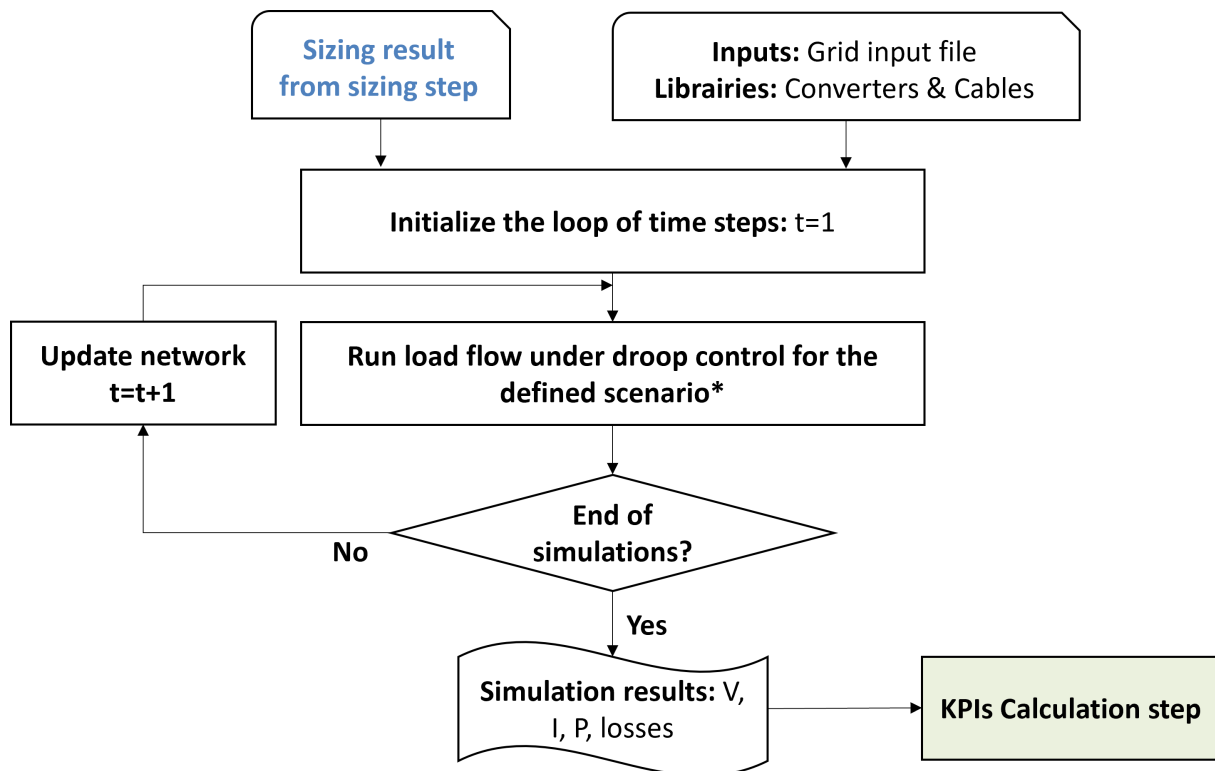 Sizing result
from sizing step
Inputs: Grid input file
Librairies: Converters & Cables
Initialize the loop of time steps: t=1
Update network
t=t+1
Run load flow under droop control for the
defined scenario*
End of
simulations?
No
Yes
Simulation results: V,
I, P, losses
KPIs Calculation step